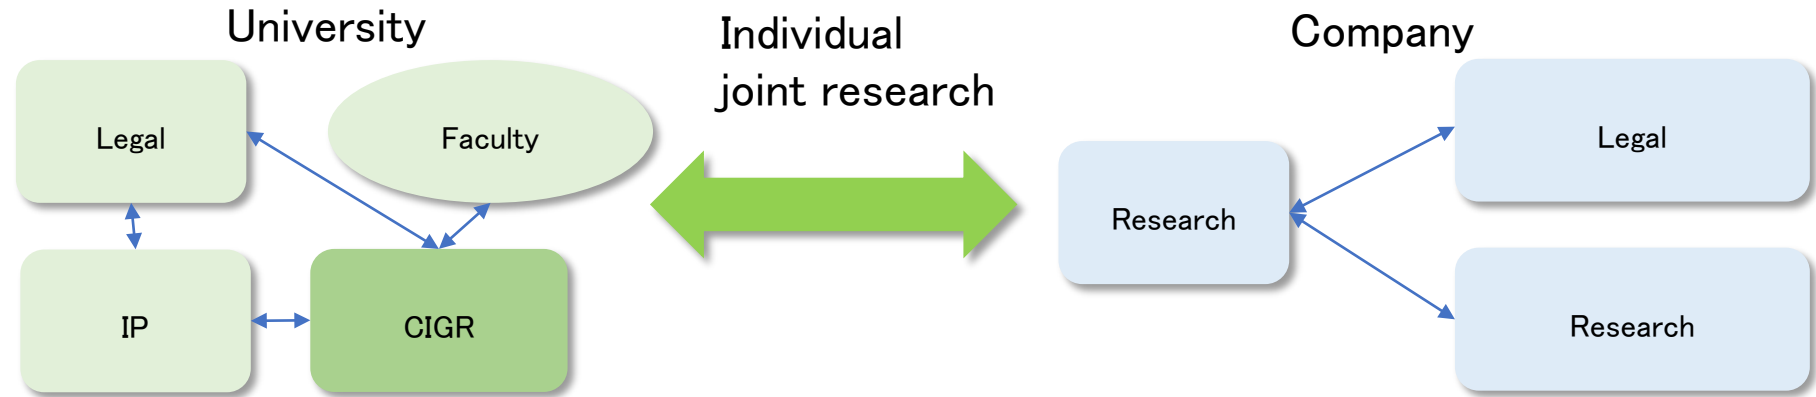 University
Individual
joint research
Company
Legal
Faculty
Legal
Research
IP
CIGR
Research